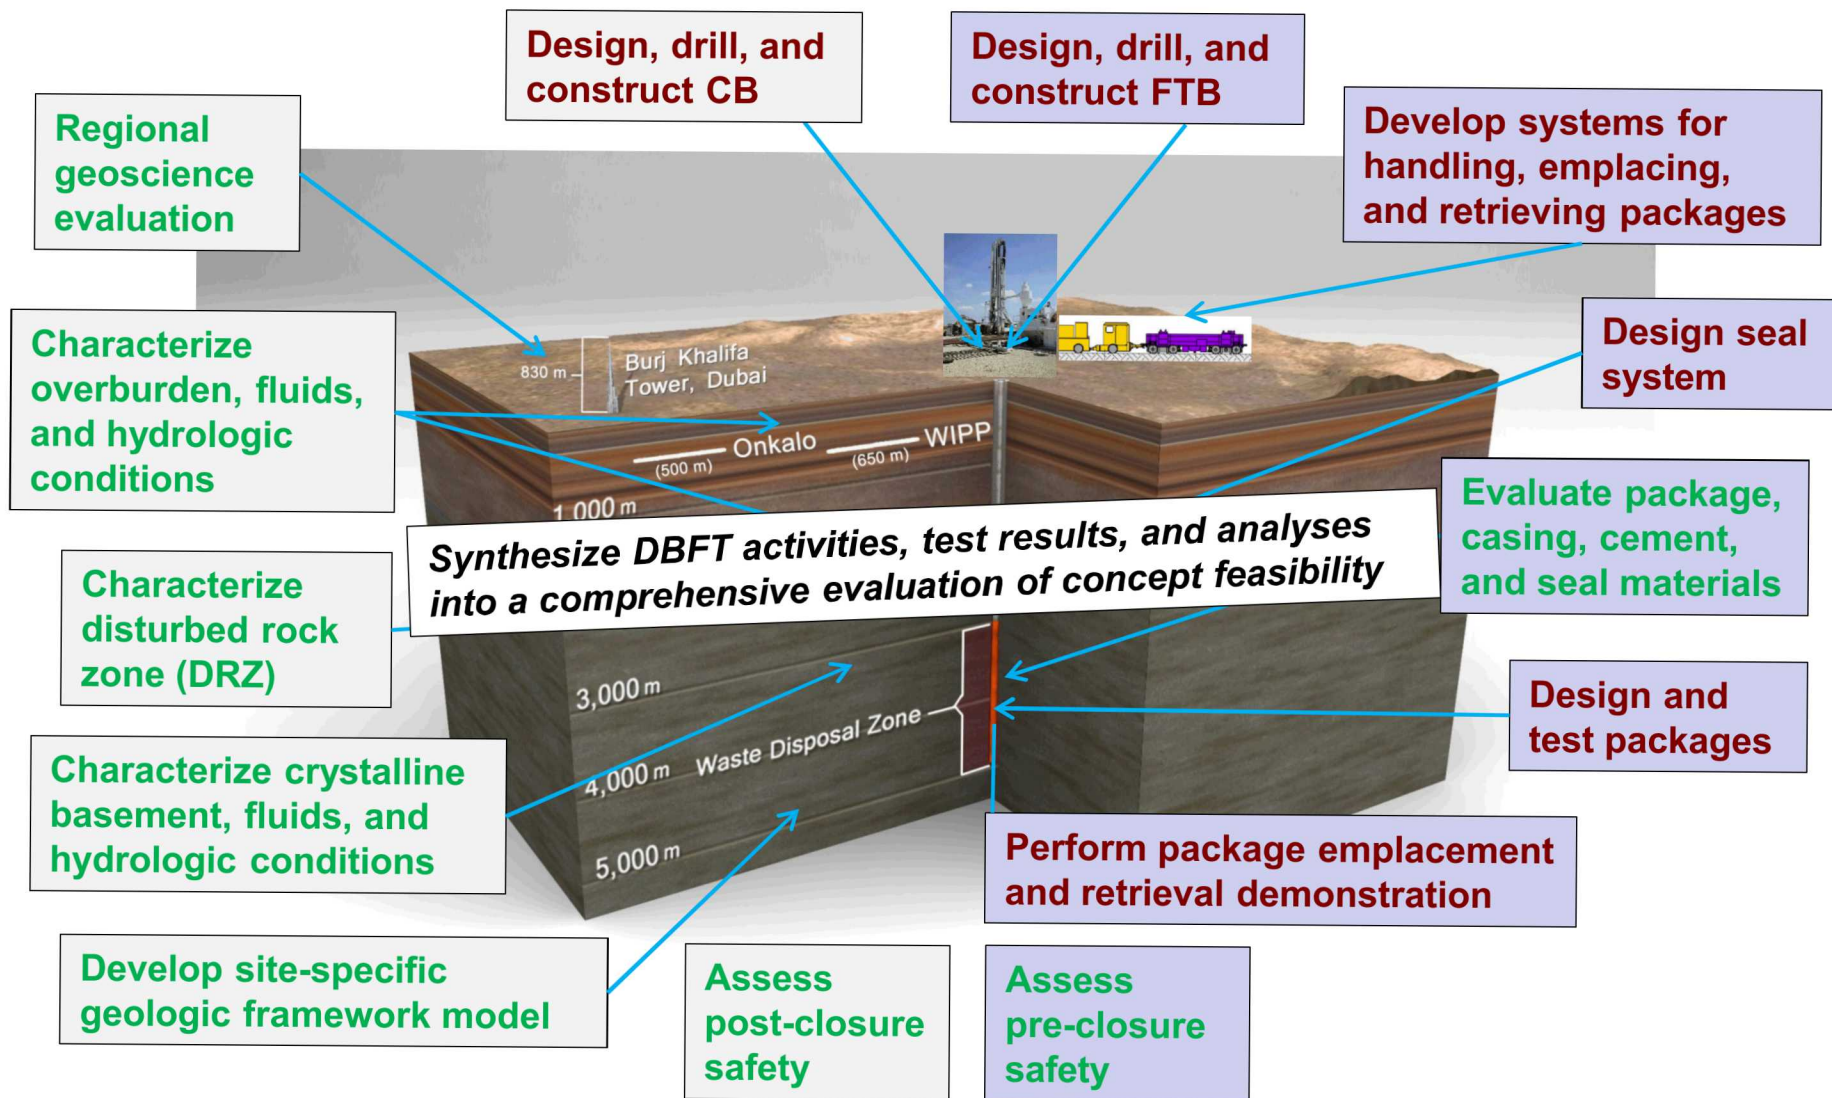 Design, drill, and
construct CB
Design, drill, and
construct FTB
Regional
geoscience
evaluation
Develop systems for
handling, emplacing,
and retrieving packages
Characterize
overburden, fluids,
and hydrologic
conditions
830 m
Burj Khalifa
Tower, Dubai
Design seal
system
Onkalo
(500 m)
WIPP
(650 m)
1,000 m
Synthesize DBFT activities, test results, and analyses
into a comprehensive evaluation of concept feasibility
Evaluate package,
casing, cement,
and seal materials
Characterize
disturbed rock
zone (DRZ)
3,000 m
Waste Disposal Zone
4,000 m
5,000 m
Design and
test packages
Characterize crystalline
basement, fluids, and
hydrologic conditions
Perform package emplacement
and retrieval demonstration
Develop site-specific
geologic framework model
Assess
post-closure
safety
Assess
pre-closure
safety